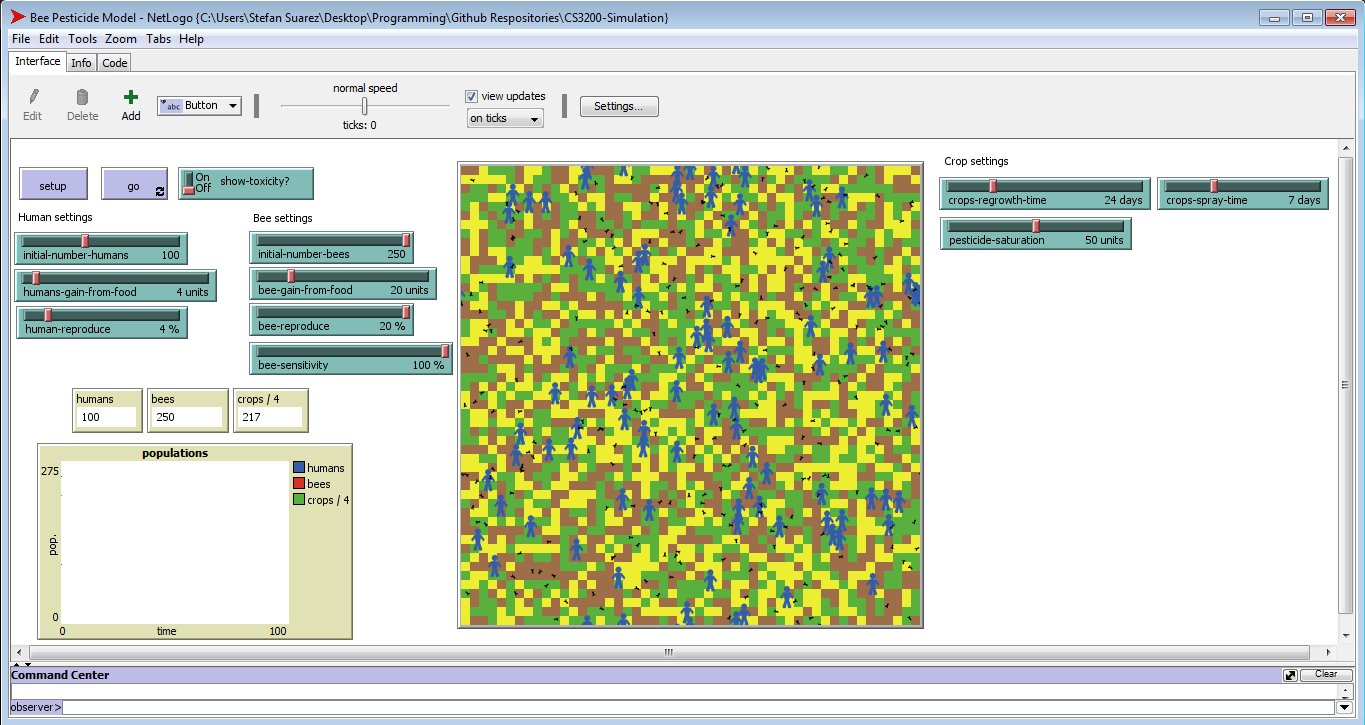 Bee Pesticide Model - NetLogo {C:\Users\Stefan Suarez\Desktop\Programming\Github Respositories\CS3200-Simulation}
File Edit Tools Zoom Tabs Help
Interface Info Code
Edit Delete Add abc Button normal speed ticks: 0 view updates on ticks Settings...
setup go On Off show-toxicity?
Crop settings
crops-regrowth-time 24 days
crops-spray-time 7 days
pesticide-saturation 50 units
Human settings
initial-number-humans 100
humans-gain-from-food 4 units
human-reproduce 4 %
Bee settings
initial-number-bees 250
bee-gain-from-food 20 units
bee-reproduce 20 %
bee-sensitivity 100 %
humans bees crops / 4
100 250 217
populations
275
pop.
0
0 time 100
humans
bees
crops / 4
Command Center Clear
observer>